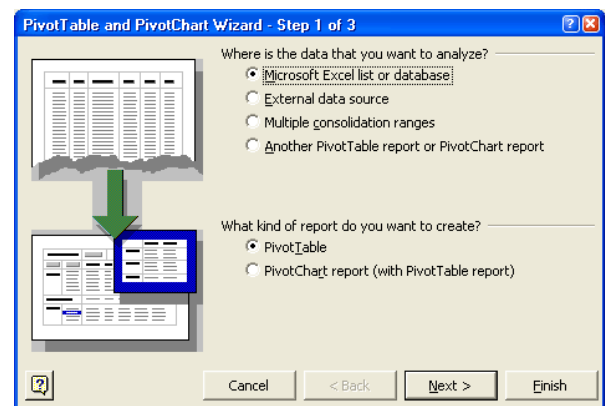 PivotTable and PivotChart Wizard - Step 1 of 3
Where is the data that you want to analyze?
Microsoft Excel list or database
External data source
Multiple consolidation ranges
Another PivotTable report or PivotChart report
What kind of report do you want to create?
PivotTable
PivotChart report (with PivotTable report)
Cancel
< Back
Next >
Finish